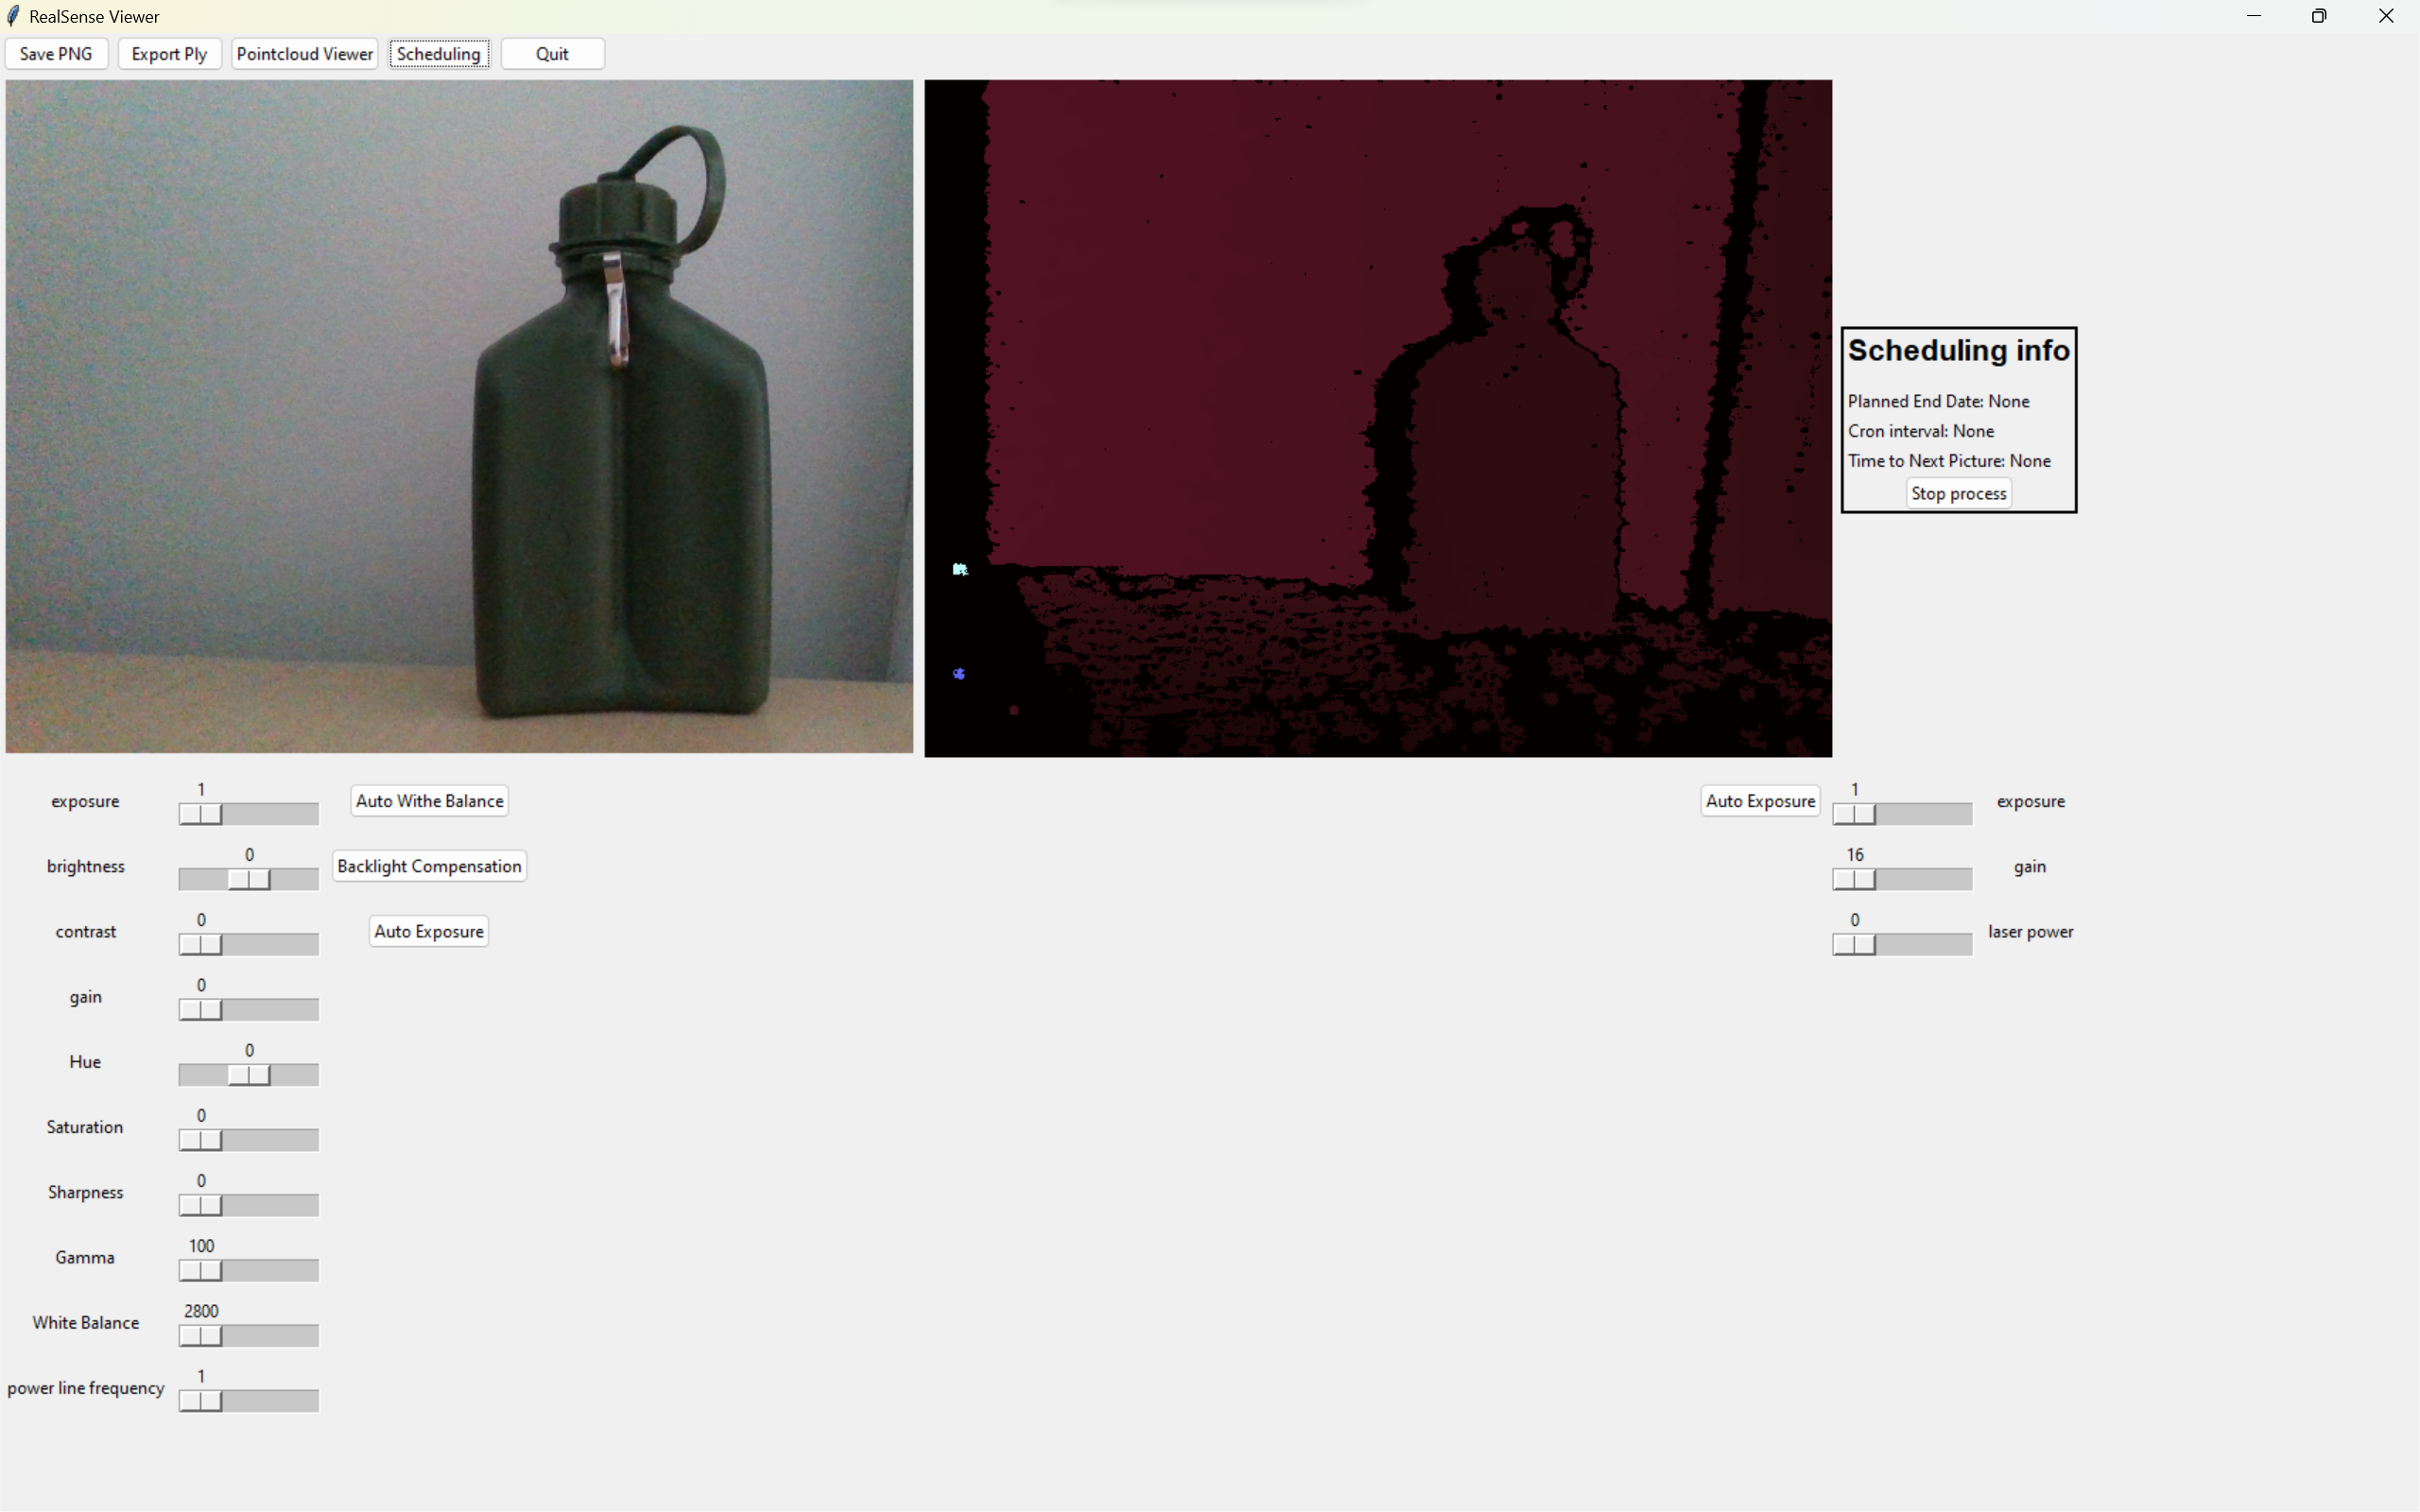 RealSense Viewer
Save PNG Export Ply Pointcloud Viewer Scheduling Quit
Scheduling info
Planned End Date: None
Cron interval: None
Time to Next Picture: None
Stop process
1
exposure
Auto Withe Balance
0
brightness
Backlight Compensation
0
contrast
Auto Exposure
0
gain
0
Hue
0
Saturation
0
Sharpness
100
Gamma
2800
White Balance
1
power line frequency
1
Auto Exposure
exposure
16
gain
0
laser power